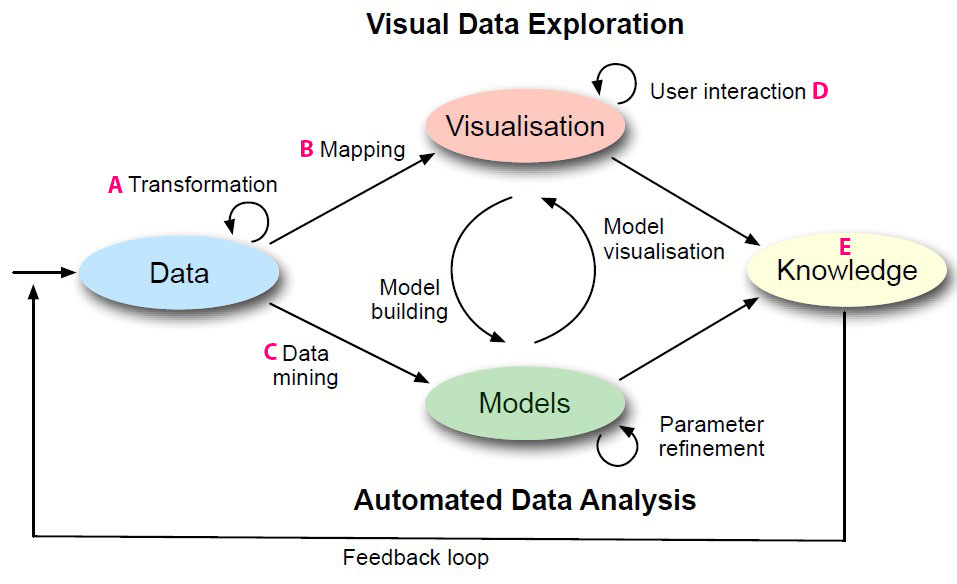 Visual Data Exploration
User interaction D
Visualisation
B Mapping
A Transformation
Model
visualisation
E
Knowledge
Data
Model
building
C Data
mining
Models
Parameter
refinement
Automated Data Analysis
Feedback loop